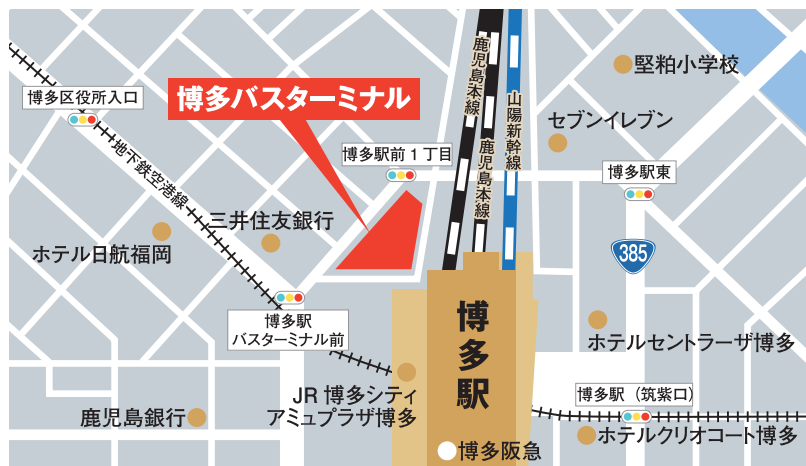 堅粕小学校
博多区役所入口
博多バスターミナル
鹿児島本線
山陽新幹線
セブンイレブン
地下鉄空港線
博多駅前1丁目
鹿児島本線
博多駅東
三井住友銀行
ホテル日航福岡
385
博多駅
バスターミナル前
博多駅
ホテルセントラーザ博多
JR 博多シティ
アミュプラザ博多
博多駅（筑紫口）
鹿児島銀行
ホテルクリオコート博多
博多阪急